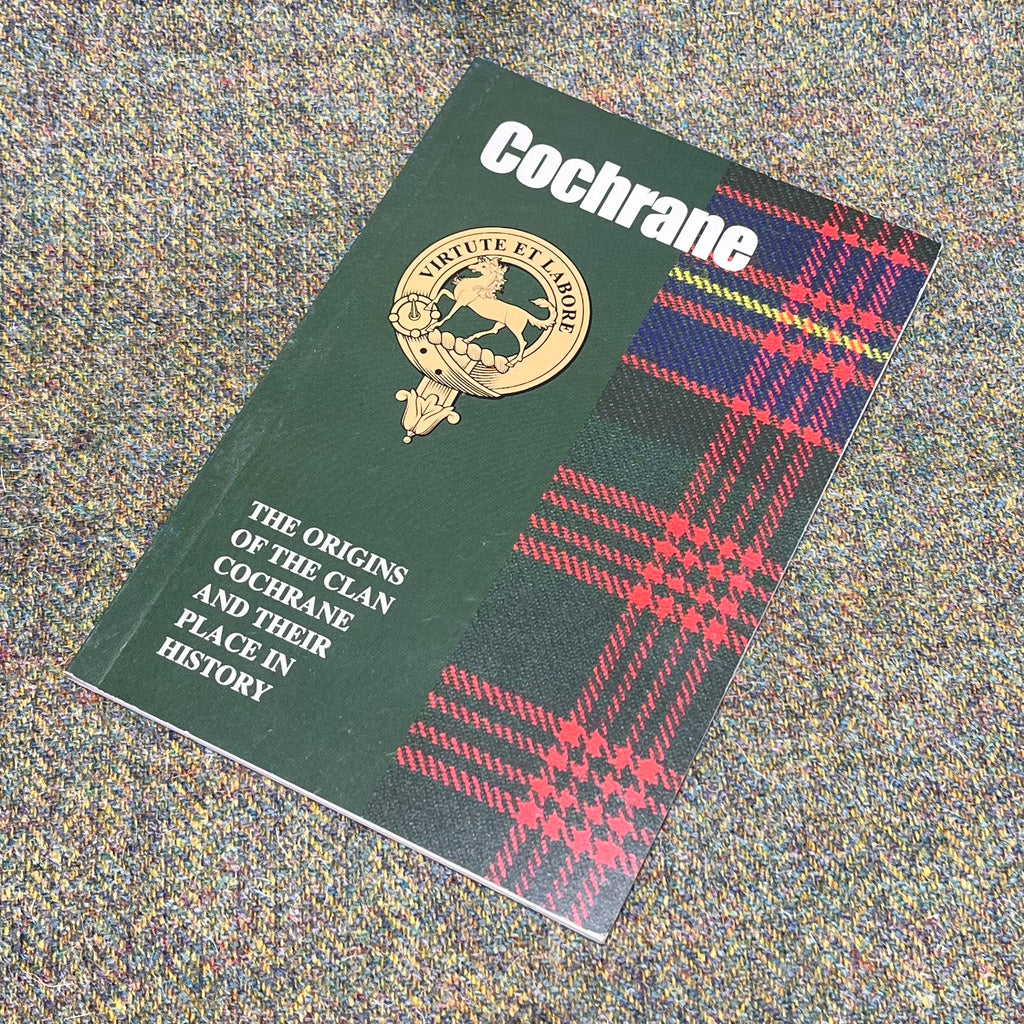 Cochrane
VIRTUTE ET LABORE
THE ORIGINS
OF THE CLAN
COCHRANE
AND THEIR
PLACE IN
HISTORY